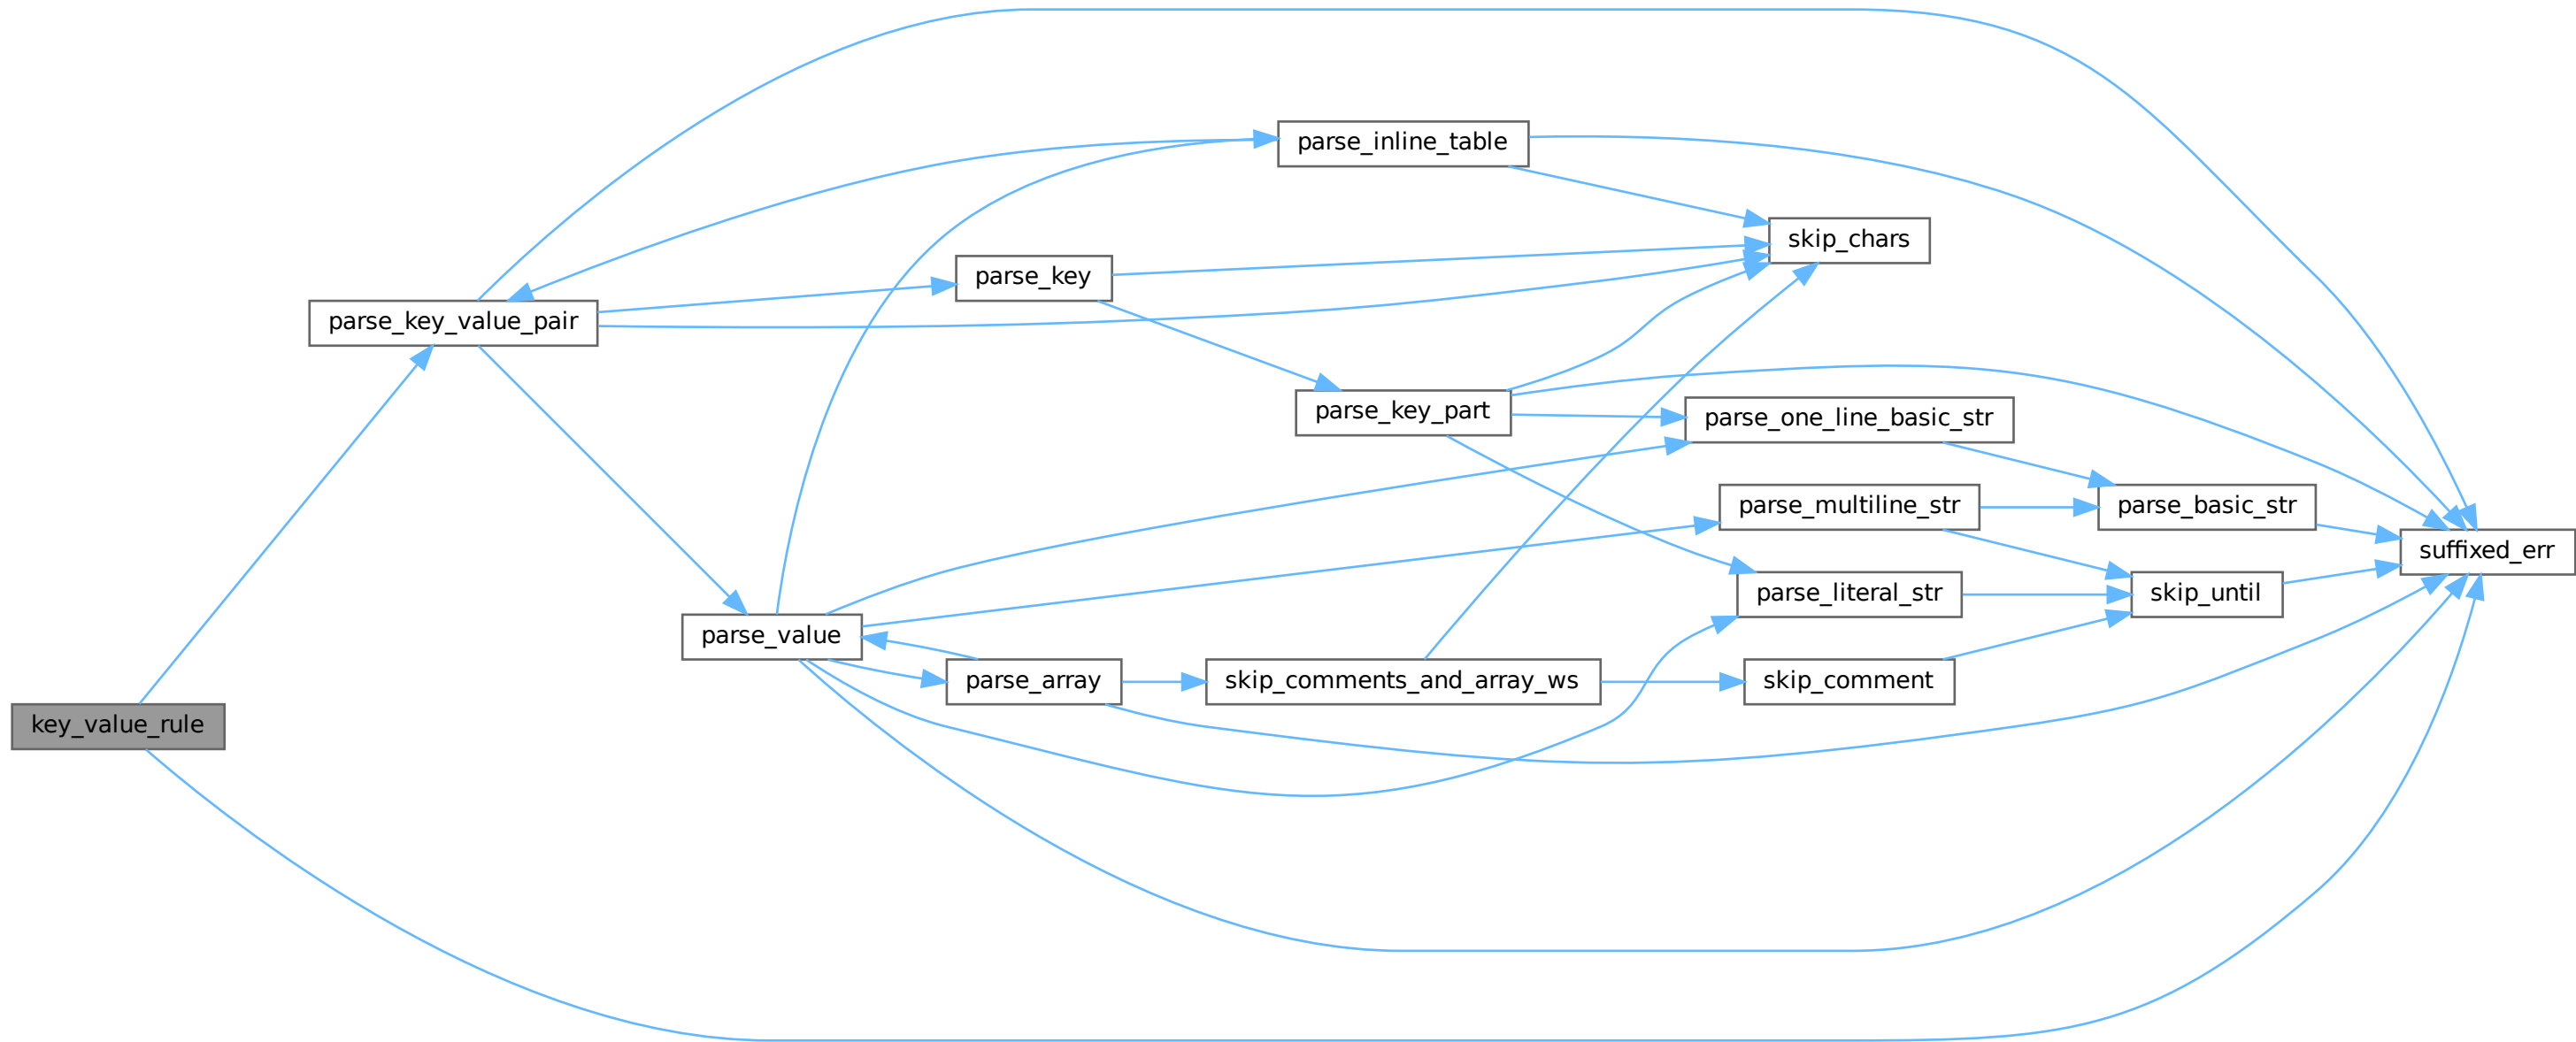 parse_inline_table
skip_chars
parse_key
parse_key_value_pair
parse_key_part
parse_one_line_basic_str
parse_multiline_str
parse_basic_str
suffixed_err
parse_literal_str
skip_until
parse_value
parse_array
skip_comments_and_array_ws
skip_comment
key_value_rule